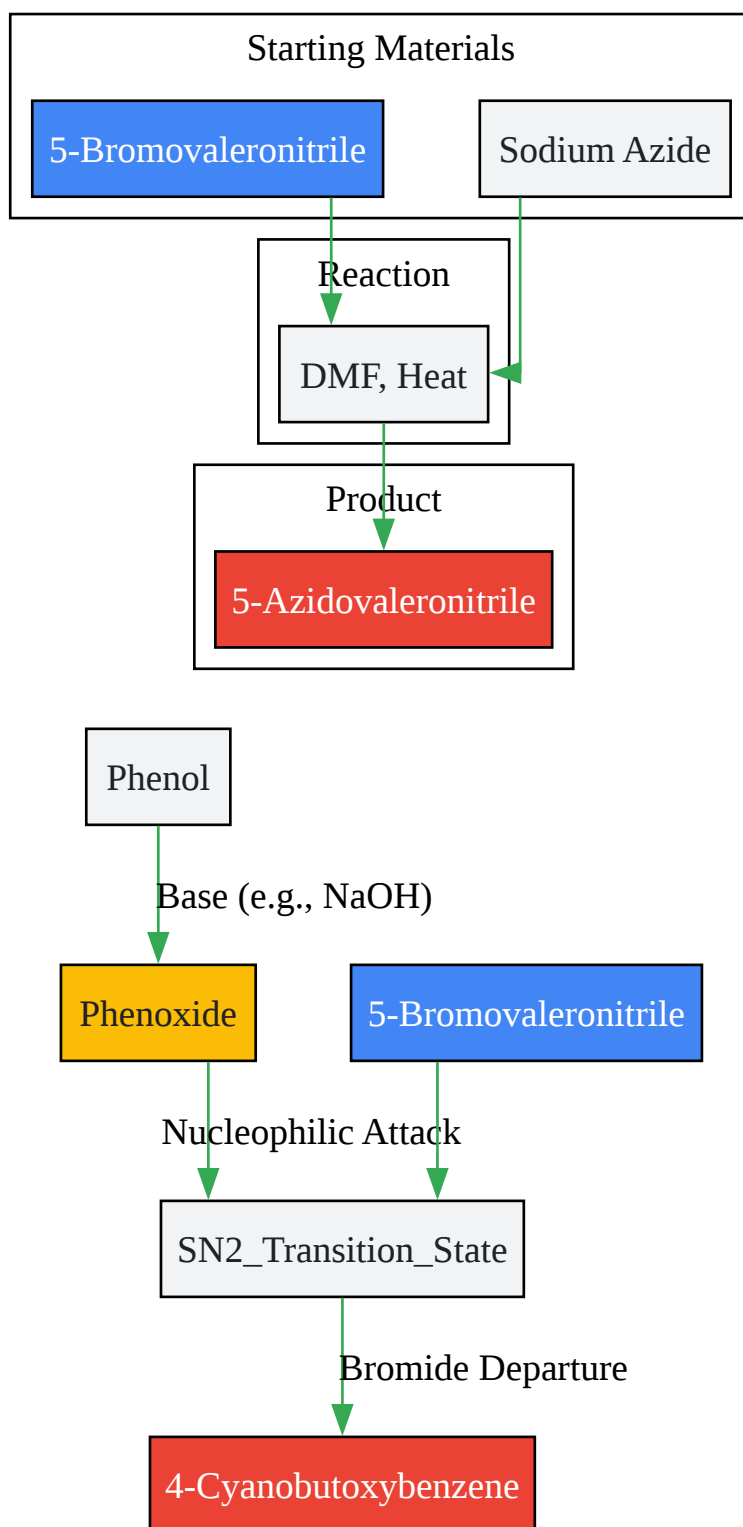 Starting Materials
5-Bromovaleronitrile
Sodium Azide
Reaction
DMF, Heat
Product
5-Azidovaleronitrile
Phenol
Base (e.g., NaOH)
Phenoxide
5-Bromovaleronitrile
Nucleophilic Attack
SN2_Transition_State
Bromide Departure
4-Cyanobutoxybenzene